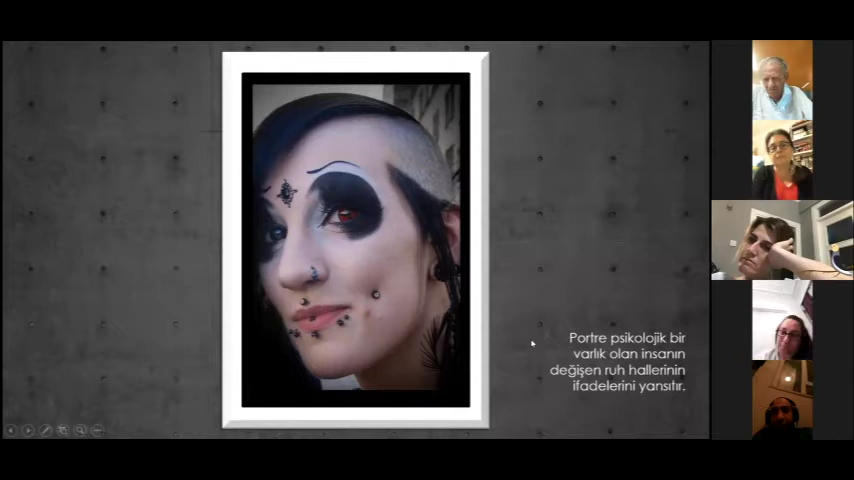 Portre psikolojik bir
varlık olan insanın
değişen ruh hallerinin
ifadelerini yansıtır.